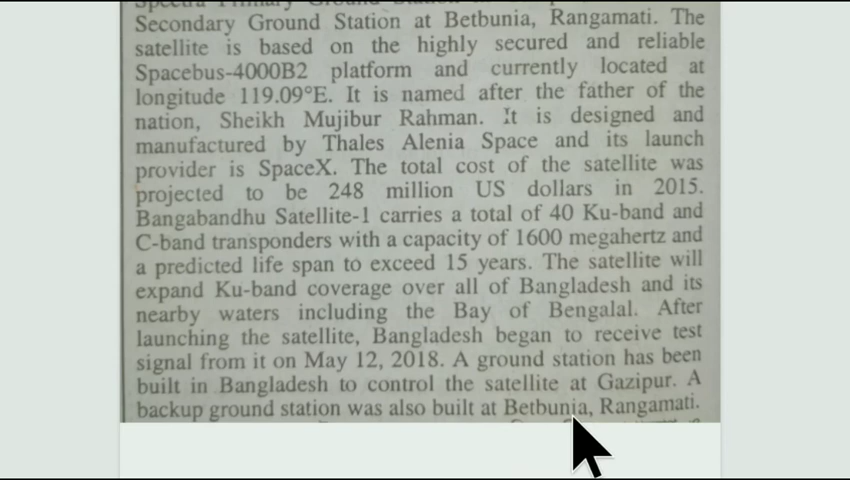 Secondary Ground Station at Betbunia, Rangamati. The
satellite is based on the highly secured and reliable
Spacebus-4000B2 platform and currently located at
longitude 119.09°E. It is named after the father of the
nation, Sheikh Mujibur Rahman. It is designed and
manufactured by Thales Alenia Space and its launch
provider is SpaceX. The total cost of the satellite was
projected to be 248 million US dollars in 2015.
Bangabandhu Satellite-1 carries a total of 40 Ku-band and
C-band transponders with a capacity of 1600 megahertz and
a predicted life span to exceed 15 years. The satellite will
expand Ku-band coverage over all of Bangladesh and its
nearby waters including the Bay of Bengalal. After
launching the satellite, Bangladesh began to receive test
signal from it on May 12, 2018. A ground station has been
built in Bangladesh to control the satellite at Gazipur. A
backup ground station was also built at Betbunia, Rangamati.